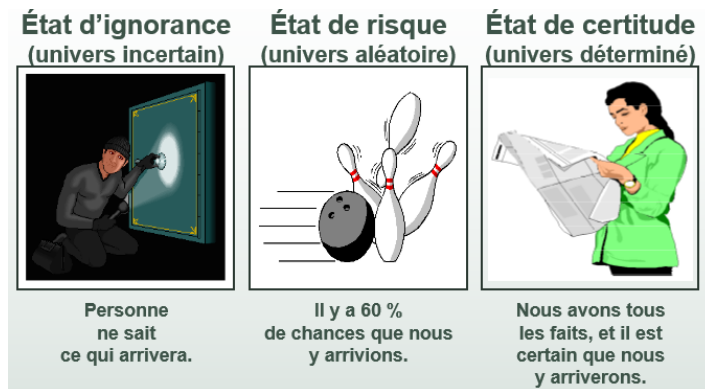 État d’ignorance
(univers incertain)
Personne
ne sait
ce qui arrivera.
État de risque
(univers aléatoire)
Il y a 60 %
de chances que nous
y arrivions.
État de certitude
(univers déterminé)
Nous avons tous
les faits, et il est
certain que nous
y arriverons.